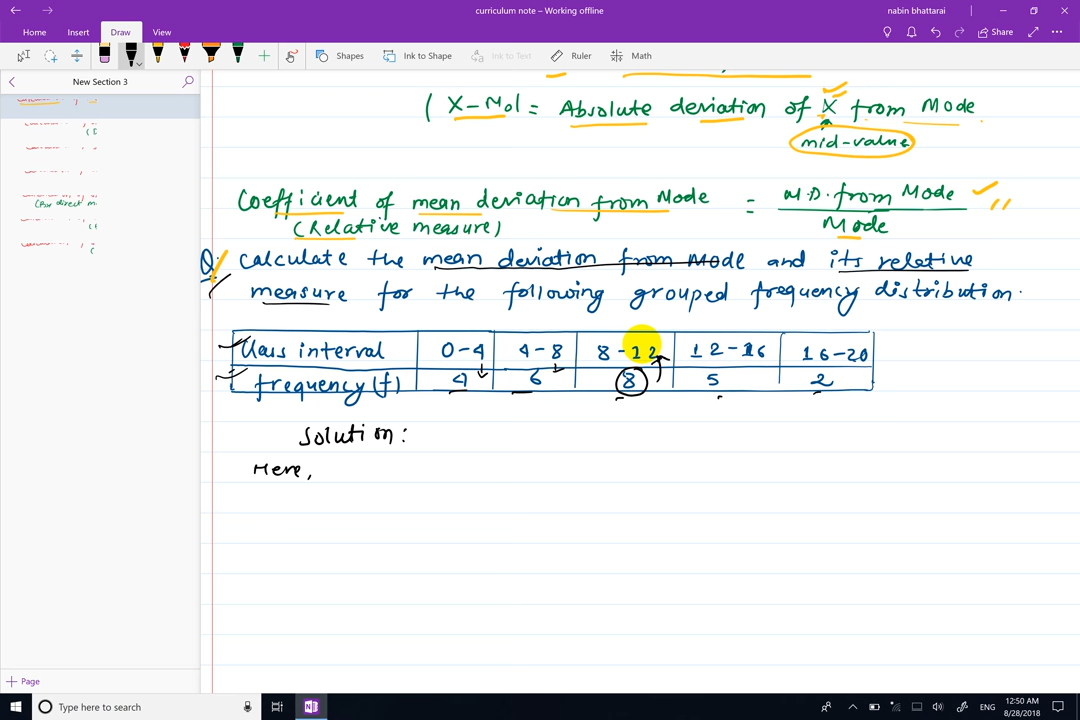 curriculum note – Working offline
nabin bhattarai
Home Insert Draw View
Share
Shapes Ink to Shape Ink to Text Ruler Math
New Section 3
|X-Mo| = Absolute deviation of X from Mode
mid-value
Coefficient of mean deviation from Mode = M.D. from Mode / Mode
(Relative measure)
Q. Calculate the mean deviation from Mode and its relative
measure for the following grouped frequency distribution.
Class interval 0-4 4-8 8-12 12-16 16-20
frequency(f) 4 6 8 5 2
Solution:
Here,
Page
Type here to search
ENG
12:50 AM
8/28/2018